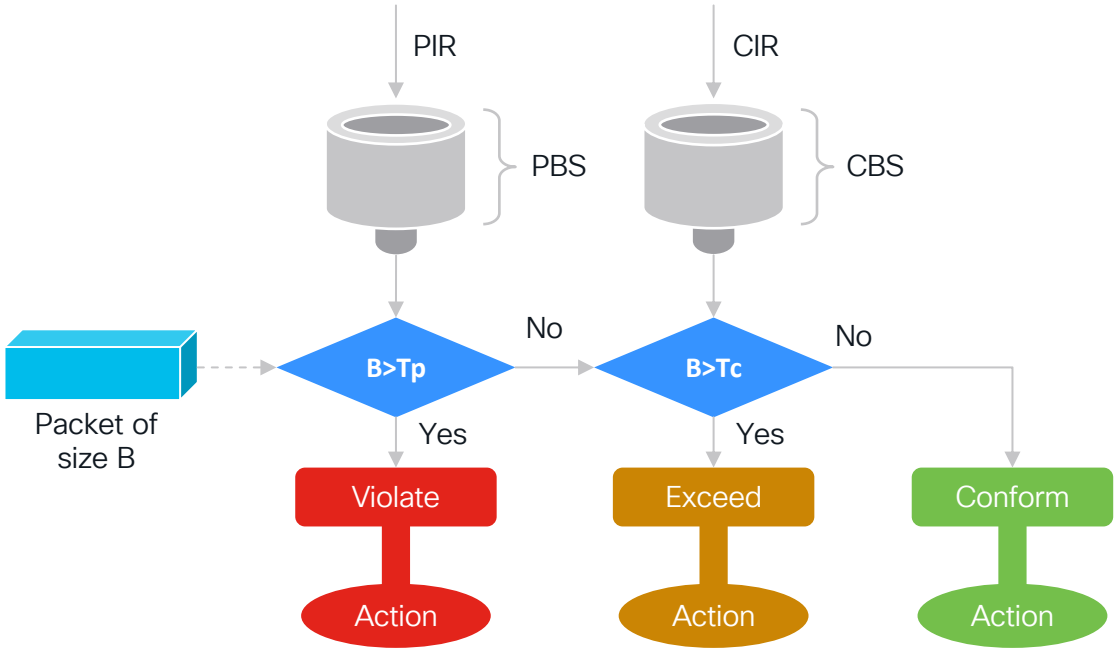 PIR
CIR
PBS
CBS
No
No
B>Tp
B>Tc
Packet of
size B
Yes
Yes
Violate
Exceed
Conform
Action
Action
Action